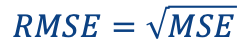 RMSE = √MSE